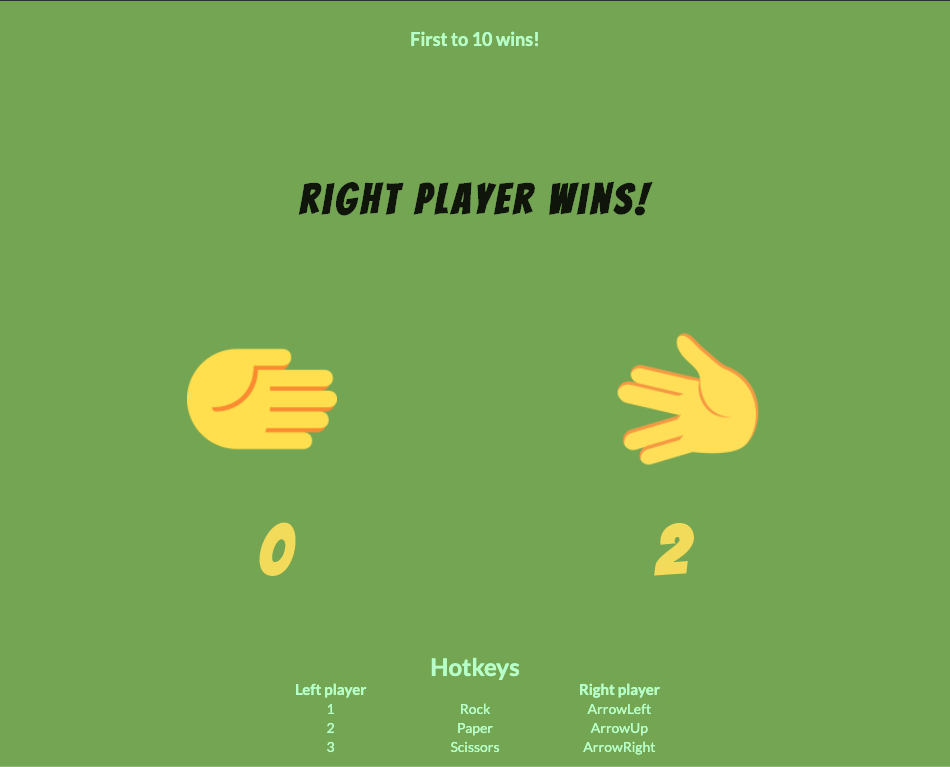 First to 10 wins!
RIGHT PLAYER WINS!
0 2
Hotkeys
Left player Right player
1 Rock ArrowLeft
2 Paper ArrowUp
3 Scissors ArrowRight